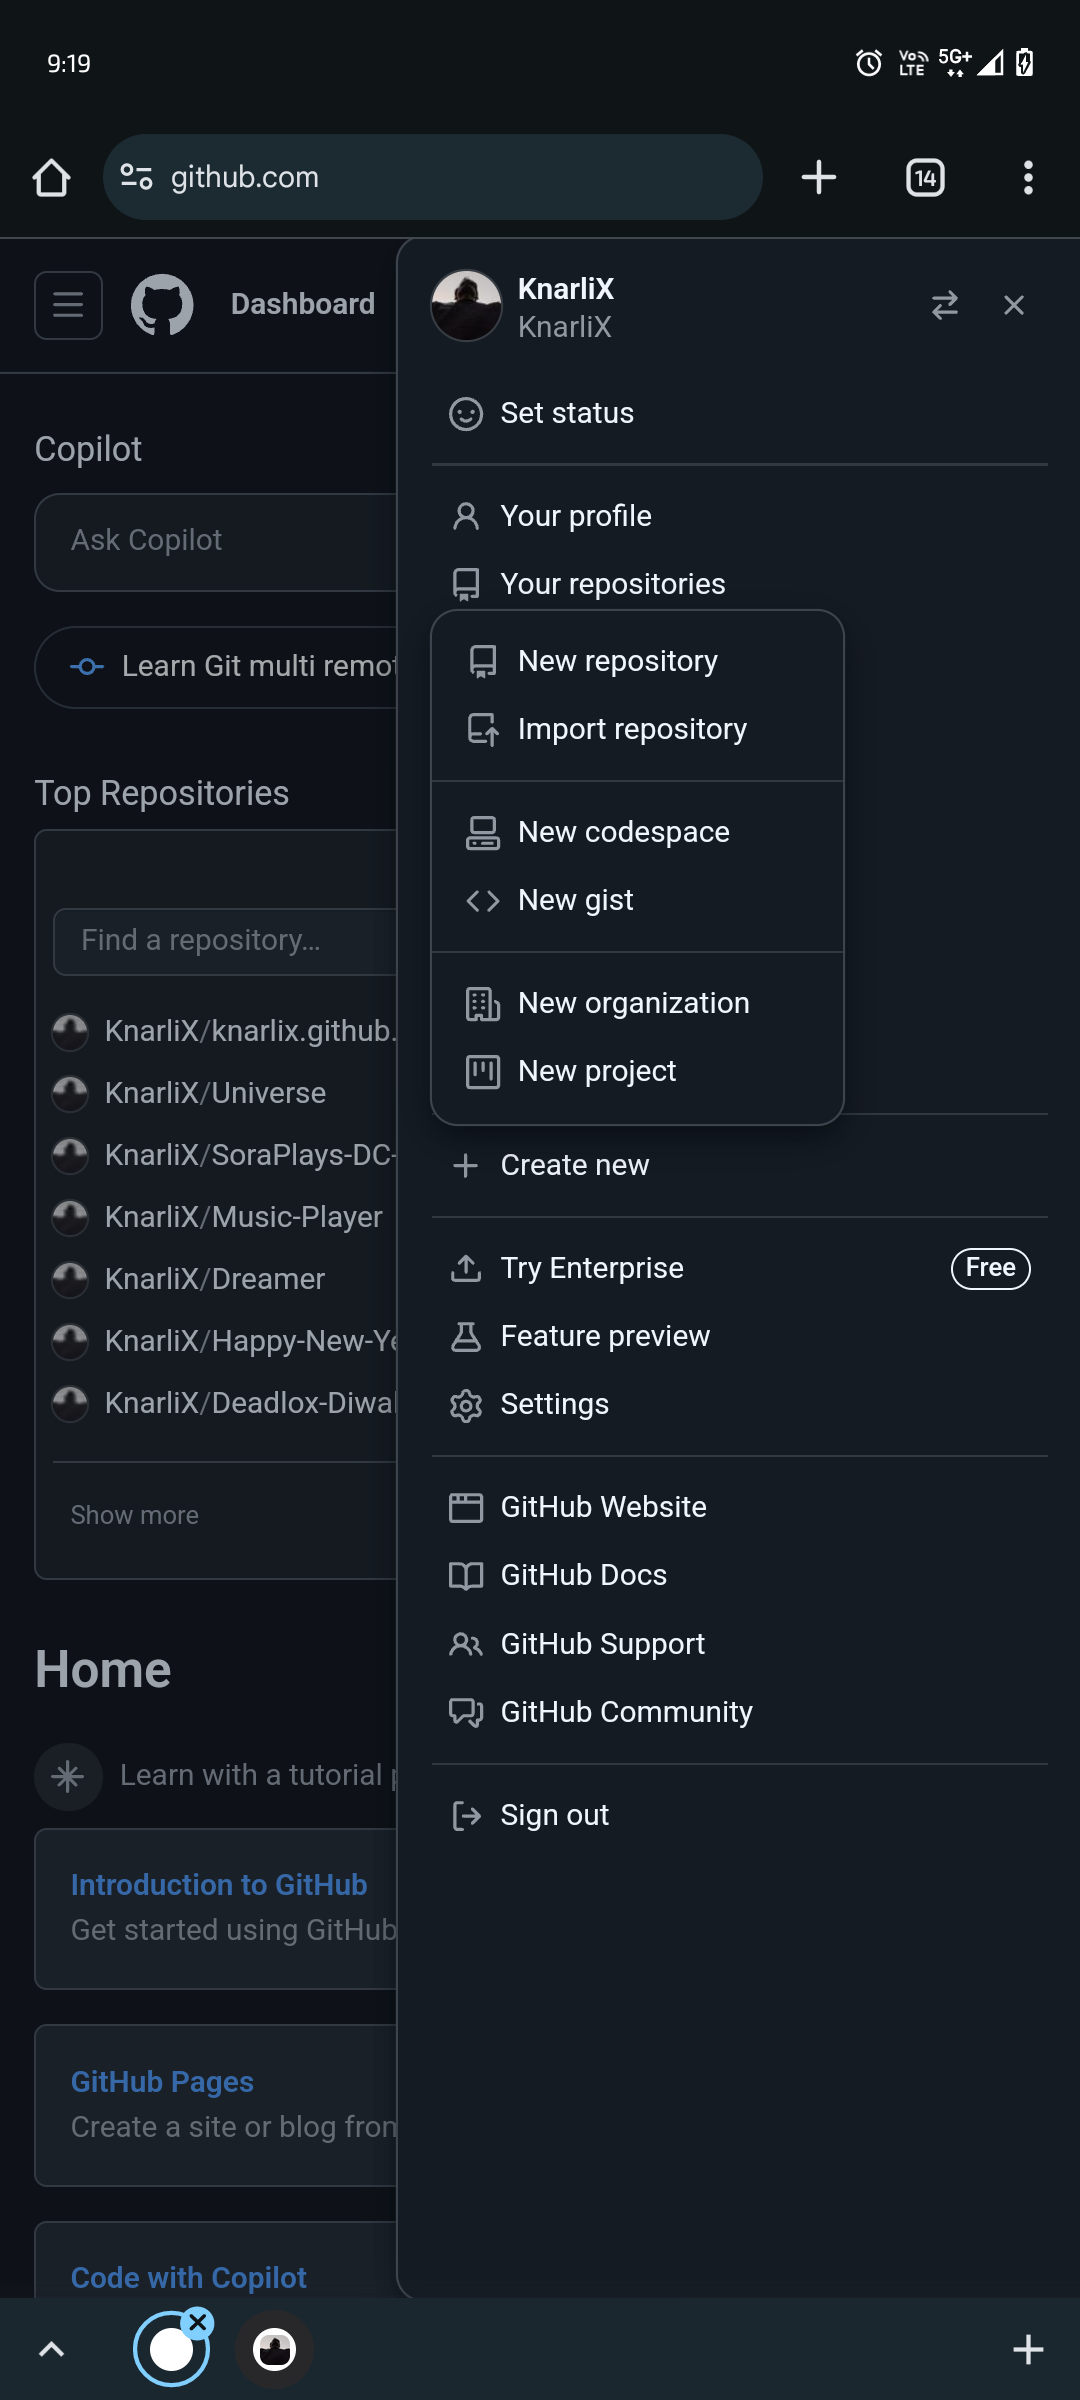 9:19
Vo LTE
5G+
github.com
14
Dashboard
KnarliX
KnarliX
Set status
Copilot
Ask Copilot
Learn Git multi remot
Top Repositories
Find a repository...
KnarliX/knarlix.github.
KnarliX/Universe
KnarliX/SoraPlays-DC-
KnarliX/Music-Player
KnarliX/Dreamer
KnarliX/Happy-New-Ye
KnarliX/Deadlox-Diwal
Show more
Home
Learn with a tutorial p
Introduction to GitHub
Get started using GitHub
GitHub Pages
Create a site or blog from
Code with Copilot
Your profile
Your repositories
New repository
Import repository
New codespace
New gist
New organization
New project
Create new
Try Enterprise
Free
Feature preview
Settings
GitHub Website
GitHub Docs
GitHub Support
GitHub Community
Sign out